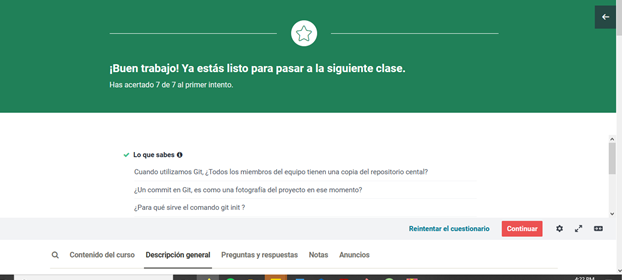 ¡Buen trabajo! Ya estás listo para pasar a la siguiente clase.
Has acertado 7 de 7 al primer intento.
Lo que sabes
Cuando utilizamos Git, ¿Todos los miembros del equipo tienen una copia del repositorio cental?
¿Un commit en Git, es como una fotografía del proyecto en ese momento?
¿Para qué sirve el comando git init ?
Reintentar el cuestionario
Continuar
Contenido del curso
Descripción general
Preguntas y respuestas
Notas
Anuncios